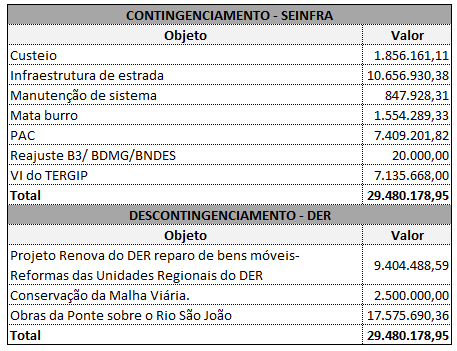 CONTINGENCIAMENTO - SEINFRA
Objeto Valor
Custeio 1.856.161,11
Infraestrutura de estrada 10.656.930,38
Manutenção de sistema 847.928,31
Mata burro 1.554.289,33
PAC 7.409.201,82
Reajuste B3/ BDMG/BNDES 20.000,00
VI do TERGIP 7.135.668,00
Total 29.480.178,95
DESCONTINGENCIAMENTO - DER
Objeto Valor
Projeto Renova do DER reparo de bens móveis-
Reformas das Unidades Regionais do DER 9.404.488,59
Conservação da Malha Viária. 2.500.000,00
Obras da Ponte sobre o Rio São João 17.575.690,36
Total 29.480.178,95